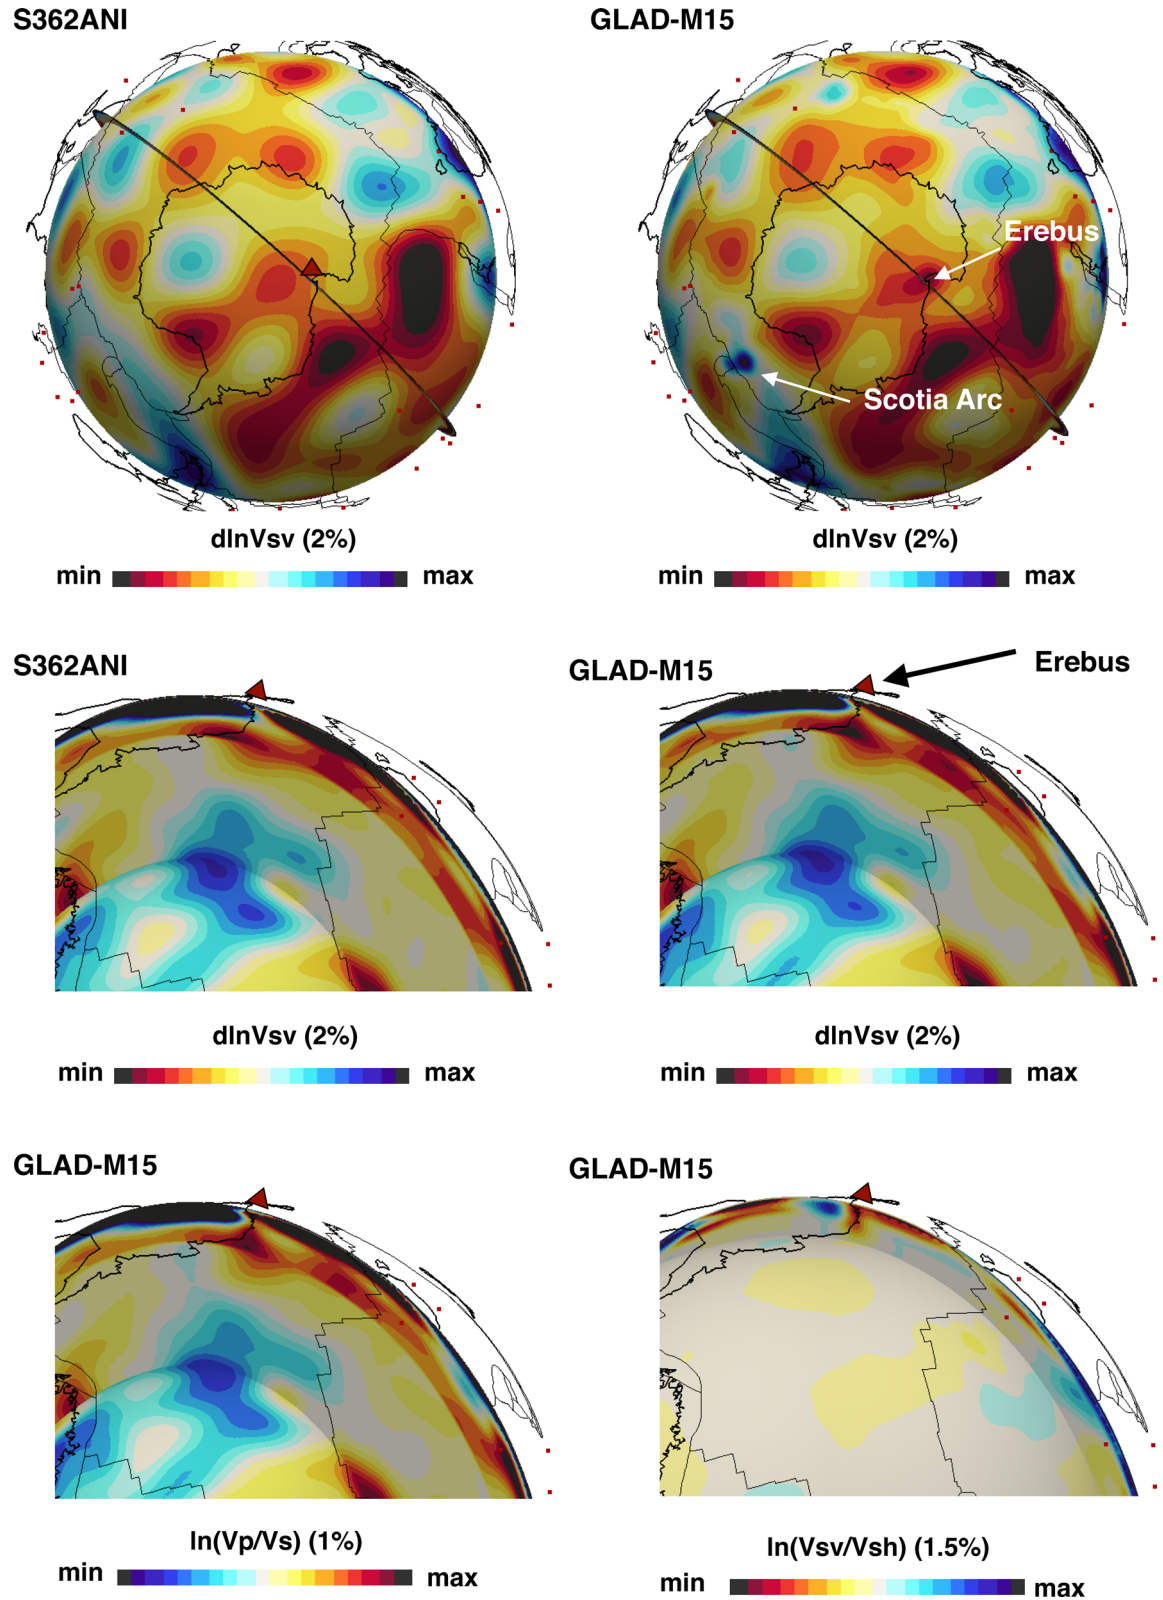 S362ANI
GLAD-M15
Erebus
Scotia Arc
dlnVsv (2%)
dlnVsv (2%)
min max
min max
S362ANI
GLAD-M15
Erebus
dlnVsv (2%)
dlnVsv (2%)
min max
min max
GLAD-M15
GLAD-M15
ln(Vp/Vs) (1%)
ln(Vsv/Vsh) (1.5%)
min max
min max